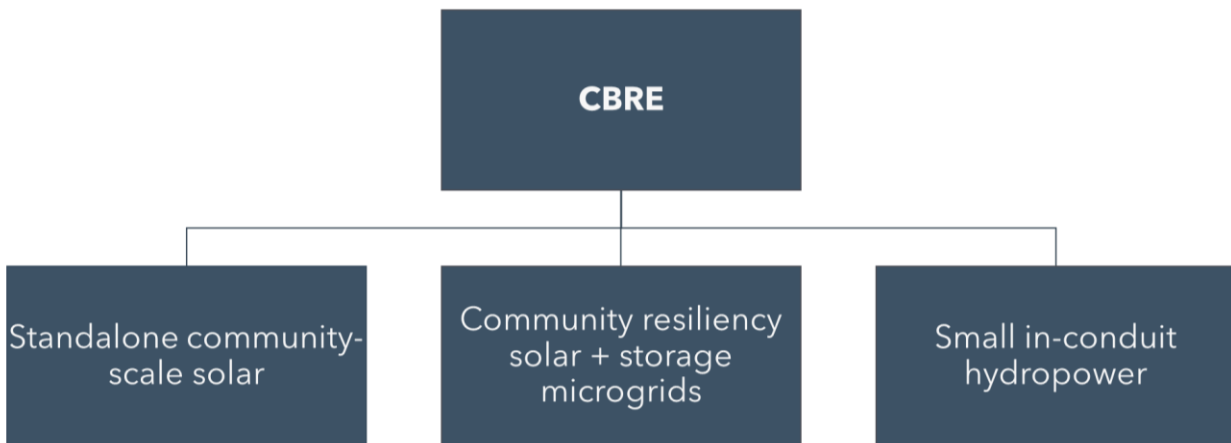 CBRE
Standalone community-
scale solar
Community resiliency
solar + storage
microgrids
Small in-conduit
hydropower